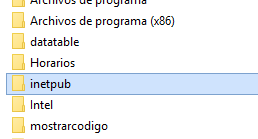 Archivos de programa
Archivos de programa (x86)
datatable
Horarios
inetpub
Intel
mostrarcodigo